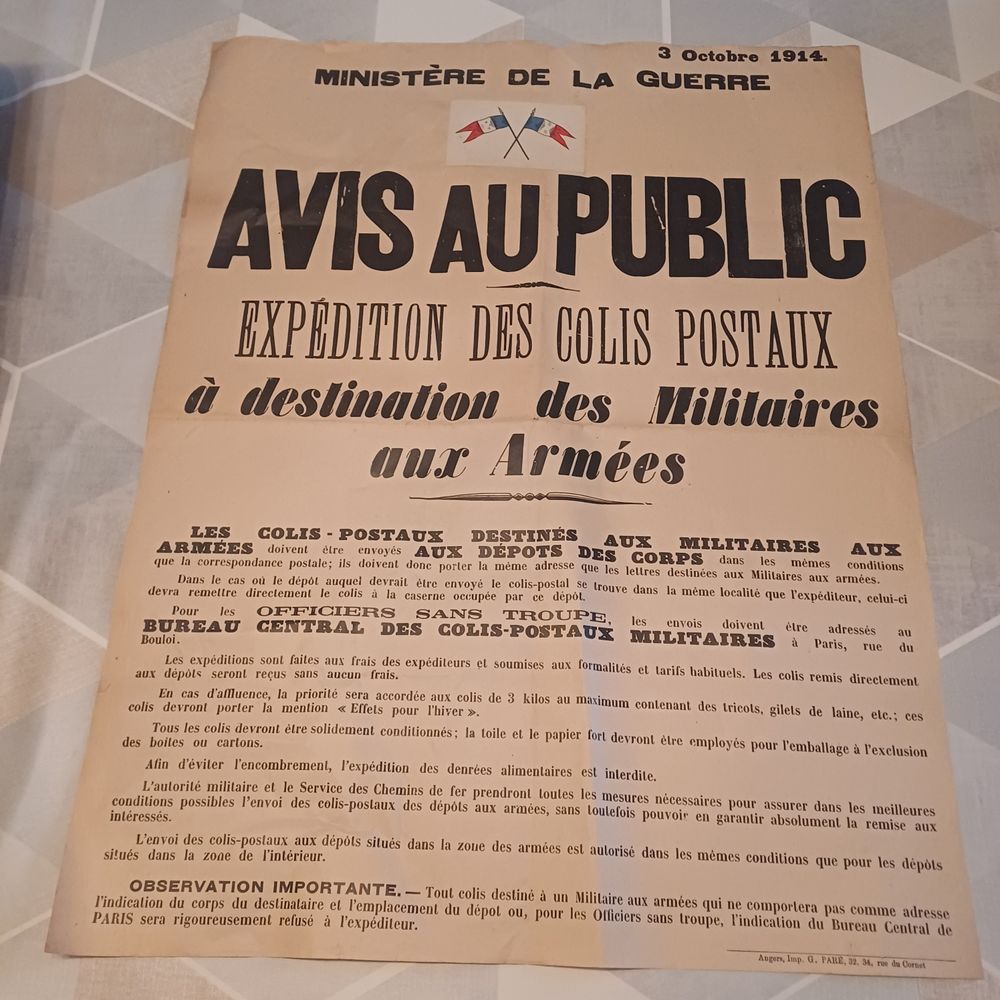 3 Octobre 1914.
MINISTÈRE DE LA GUERRE
AVIS AU PUBLIC
EXPÉDITION DES COLIS POSTAUX
à destination des Militaires
aux Armées
LES COLIS-POSTAUX DESTINÉS AUX MILITAIRES AUX
ARMÉES doivent être envoyés AUX DÉPOTS DES CORPS dans les mêmes conditions
que la correspondance postale; ils doivent donc porter la même adresse que les lettres destinées aux Militaires aux armées.
Dans le cas où le dépôt auquel devrait être envoyé le colis-postal se trouve dans la même localité que l'expéditeur, celui-ci
devra remettre directement le colis à la caserne occupée par ce dépôt.
Pour les OFFICIERS SANS TROUPE, les envois doivent être adressés au
BUREAU CENTRAL DES COLIS-POSTAUX MILITAIRES à Paris, rue du
Bouloi.
Les expéditions sont faites aux frais des expéditeurs et soumises aux formalités et tarifs habituels. Les colis remis directement
aux dépôts seront reçus sans aucun frais.
En cas d'affluence, la priorité sera accordée aux colis de 3 kilos au maximum contenant des tricots, gilets de laine, etc.; ces
colis devront porter la mention « Effets pour l'hiver ».
Tous les colis devront être solidement conditionnés; la toile et le papier fort devront être employés pour l'emballage à l'exclusion
des boîtes ou cartons.
Afin d'éviter l'encombrement, l'expédition des denrées alimentaires est interdite.
L'autorité militaire et le Service des Chemins de fer prendront toutes les mesures nécessaires pour assurer dans les meilleures
conditions possibles l'envoi des colis-postaux des dépôts aux armées, sans toutefois pouvoir en garantir absolument la remise aux
intéressés.
L'envoi des colis-postaux aux dépôts situés dans la zone des armées est autorisé dans les mêmes conditions que pour les dépôts
situés dans la zone de l'intérieur.
OBSERVATION IMPORTANTE. — Tout colis destiné à un Militaire aux armées qui ne comportera pas comme adresse
l'indication du corps du destinataire et l'emplacement du dépot ou, pour les Officiers sans troupe, l'indication du Bureau Central de
PARIS sera rigoureusement refusé à l'expéditeur.
Angers, Imp. G. PARÉ, 32, 34, rue du Cornet